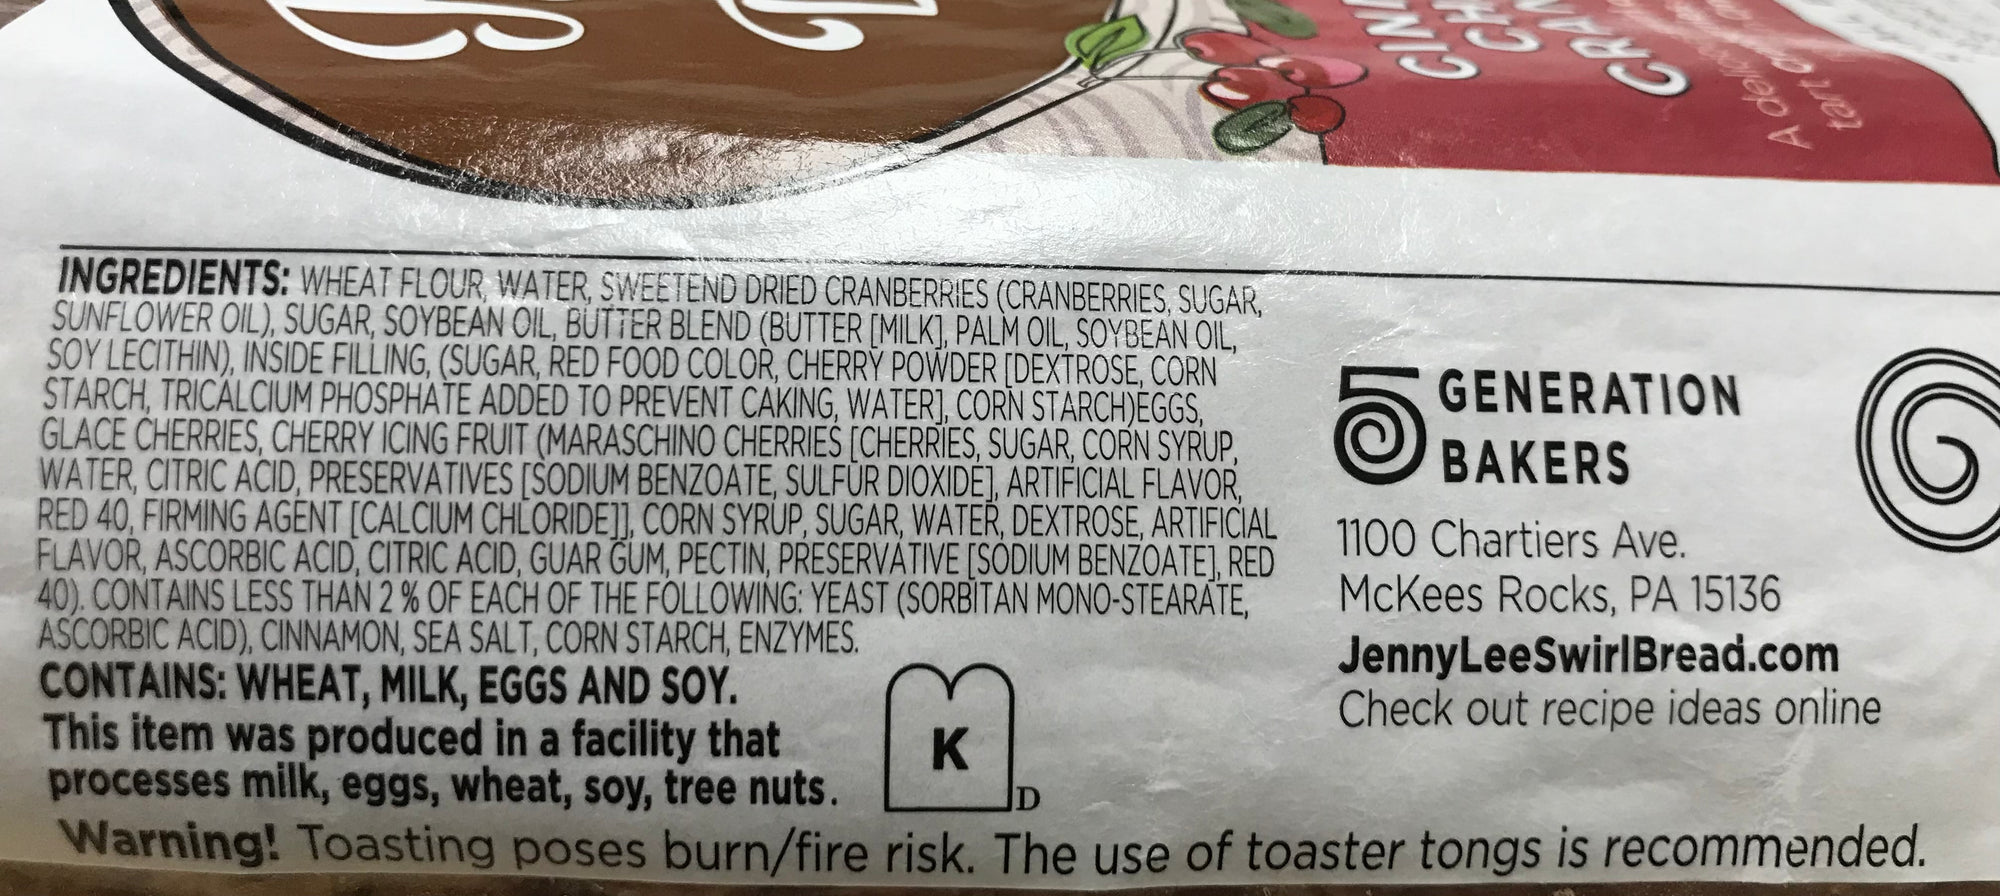 CINN
CH
CRAN
A delic
tart
INGREDIENTS: WHEAT FLOUR, WATER, SWEETEND DRIED CRANBERRIES (CRANBERRIES, SUGAR,
SUNFLOWER OIL), SUGAR, SOYBEAN OIL, BUTTER BLEND (BUTTER [MILK], PALM OIL, SOYBEAN OIL,
SOY LECITHIN), INSIDE FILLING, (SUGAR, RED FOOD COLOR, CHERRY POWDER [DEXTROSE, CORN
STARCH, TRICALCIUM PHOSPHATE ADDED TO PREVENT CAKING, WATER], CORN STARCH)EGGS,
GLACE CHERRIES, CHERRY ICING FRUIT (MARASCHINO CHERRIES [CHERRIES, SUGAR, CORN SYRUP,
WATER, CITRIC ACID, PRESERVATIVES [SODIUM BENZOATE, SULFUR DIOXIDE], ARTIFICIAL FLAVOR,
RED 40, FIRMING AGENT [CALCIUM CHLORIDE]], CORN SYRUP, SUGAR, WATER, DEXTROSE, ARTIFICIAL
FLAVOR, ASCORBIC ACID, CITRIC ACID, GUAR GUM, PECTIN, PRESERVATIVE [SODIUM BENZOATE], RED
40). CONTAINS LESS THAN 2 % OF EACH OF THE FOLLOWING: YEAST (SORBITAN MONO-STEARATE,
ASCORBIC ACID), CINNAMON, SEA SALT, CORN STARCH, ENZYMES.
CONTAINS: WHEAT, MILK, EGGS AND SOY.
This item was produced in a facility that
processes milk, eggs, wheat, soy, tree nuts.
K
D
5 GENERATION
BAKERS
1100 Chartiers Ave.
McKees Rocks, PA 15136
JennyLeeSwirlBread.com
Check out recipe ideas online
Warning! Toasting poses burn/fire risk. The use of toaster tongs is recommended.